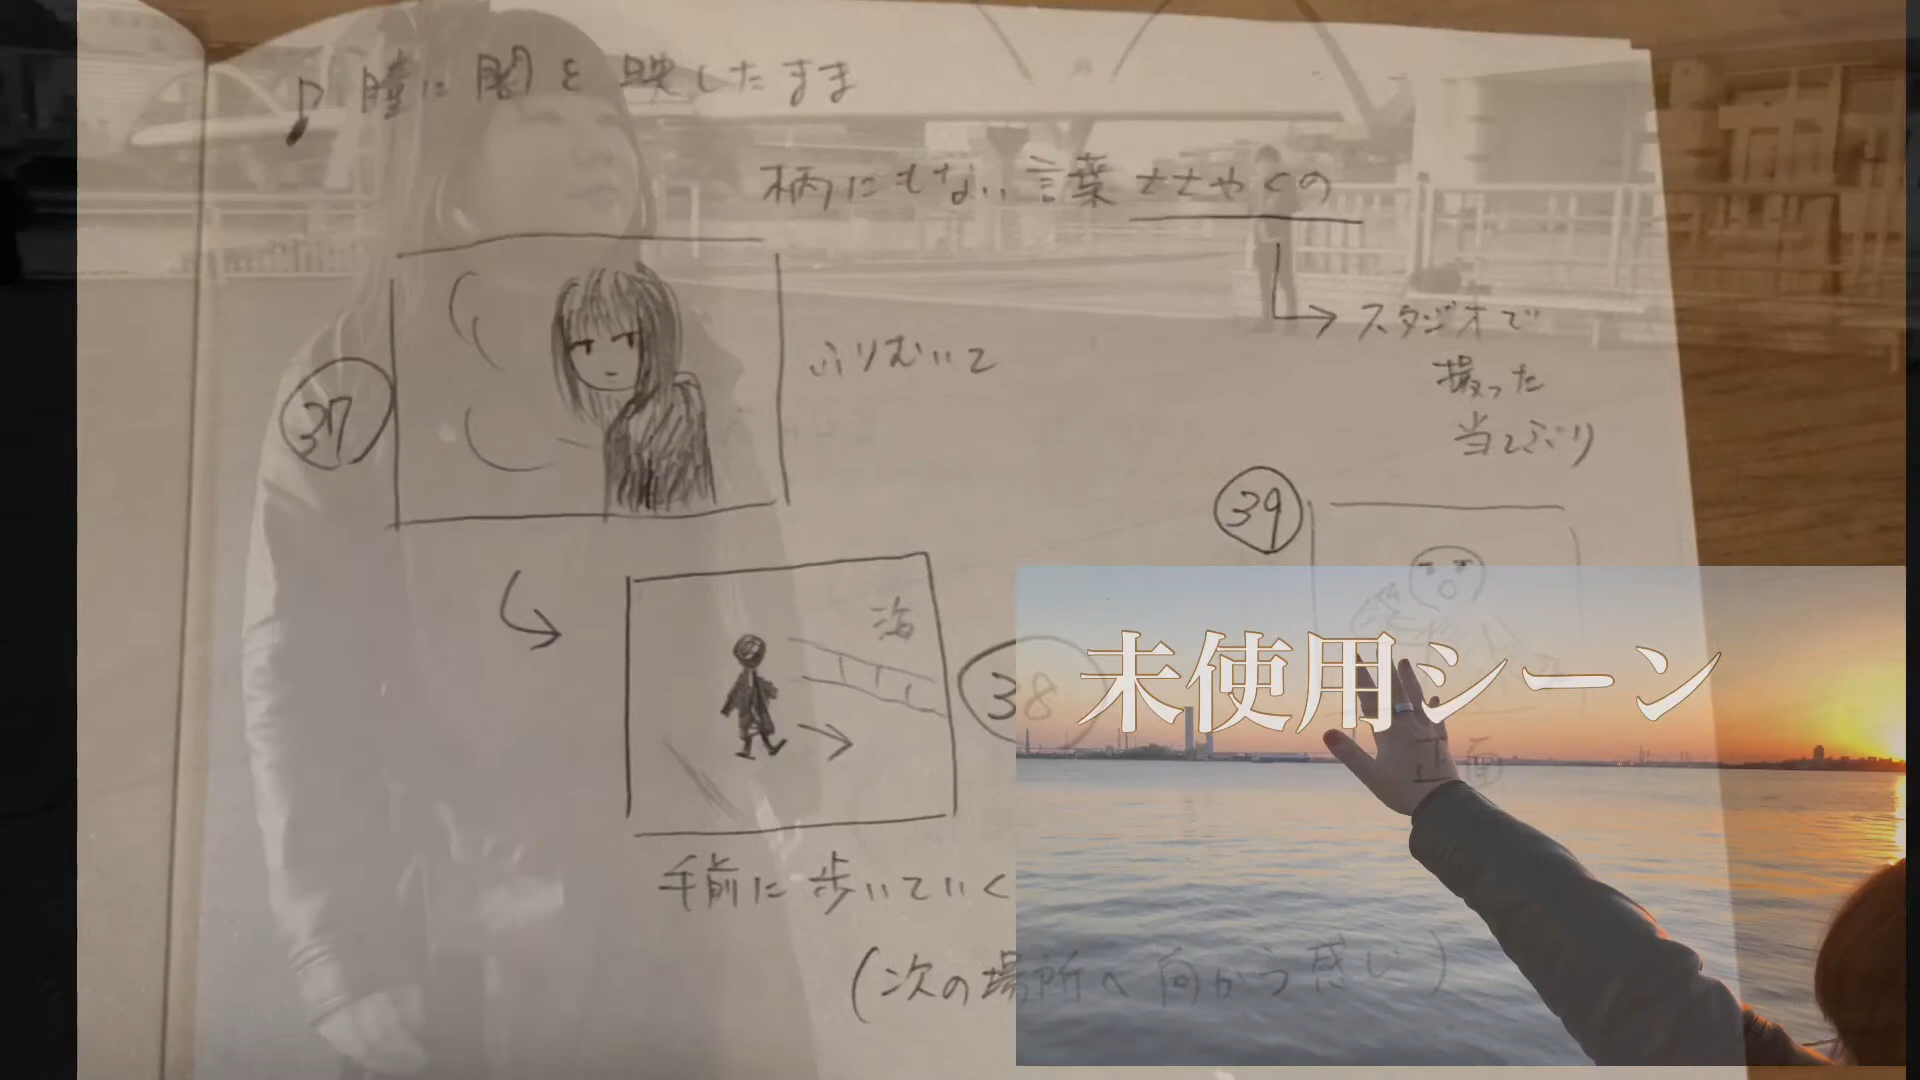 ♪ 瞳に闇を映したまま
柄にもない言葉ささやくの
スタジオで
撮った
当てぶり
37
ふりむいて
39
海
38
未使用シーン
正面
手前に歩いていく
(次の場所へ向かう感じ)